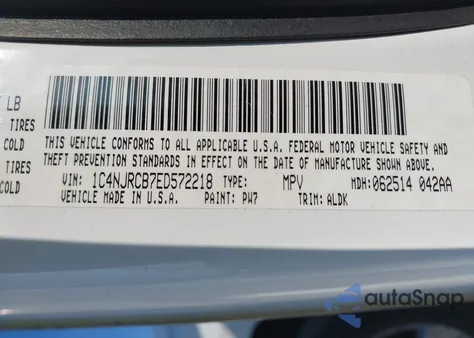 LB
TIRES
COLD
TIRES
COLD
THIS VEHICLE CONFORMS TO ALL APPLICABLE U.S.A. FEDERAL MOTOR VEHICLE SAFETY AND
THEFT PREVENTION STANDARDS IN EFFECT ON THE DATE OF MANUFACTURE SHOWN ABOVE.
VIN: 1C4NJRCB7ED572218 TYPE: MPV MDH: 062514 042AA
VEHICLE MADE IN U.S.A. PAINT: PW7 TRIM: ALDK
autoSnap